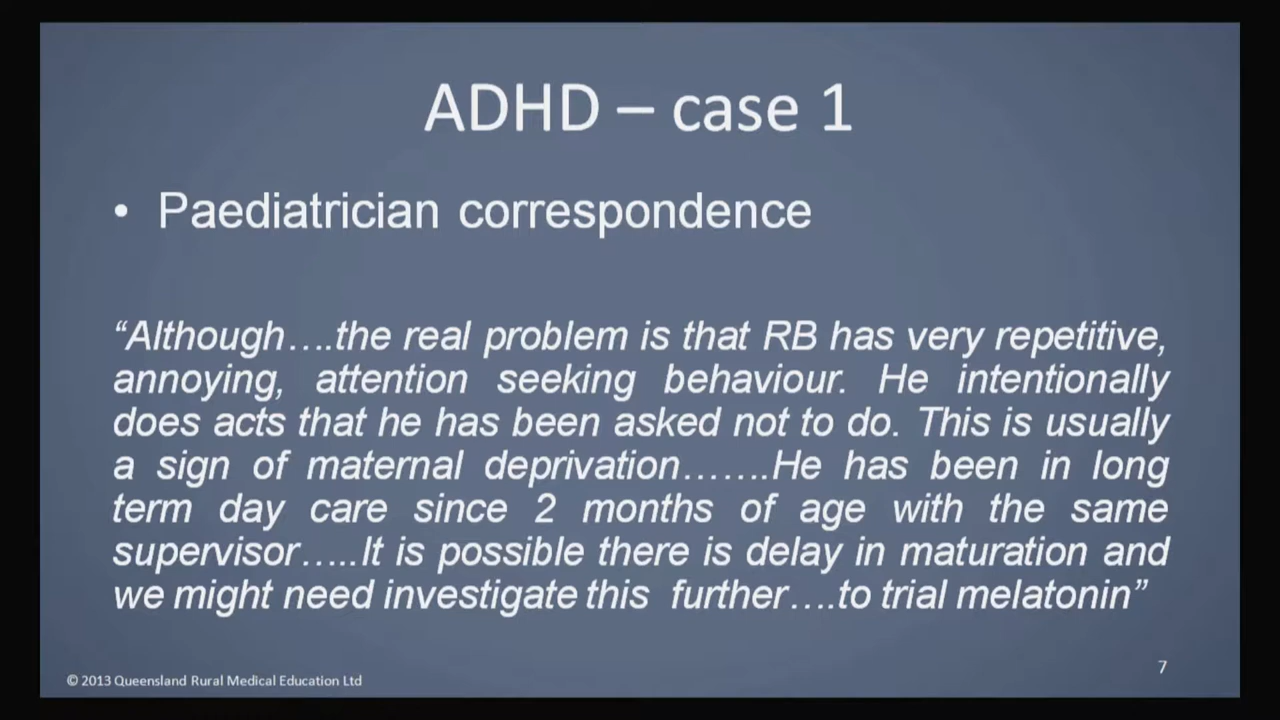 ADHD – case 1
• Paediatrician correspondence
“Although….the real problem is that RB has very repetitive,
annoying, attention seeking behaviour. He intentionally
does acts that he has been asked not to do. This is usually
a sign of maternal deprivation…….He has been in long
term day care since 2 months of age with the same
supervisor…..It is possible there is delay in maturation and
we might need investigate this further….to trial melatonin”
© 2013 Queensland Rural Medical Education Ltd
7